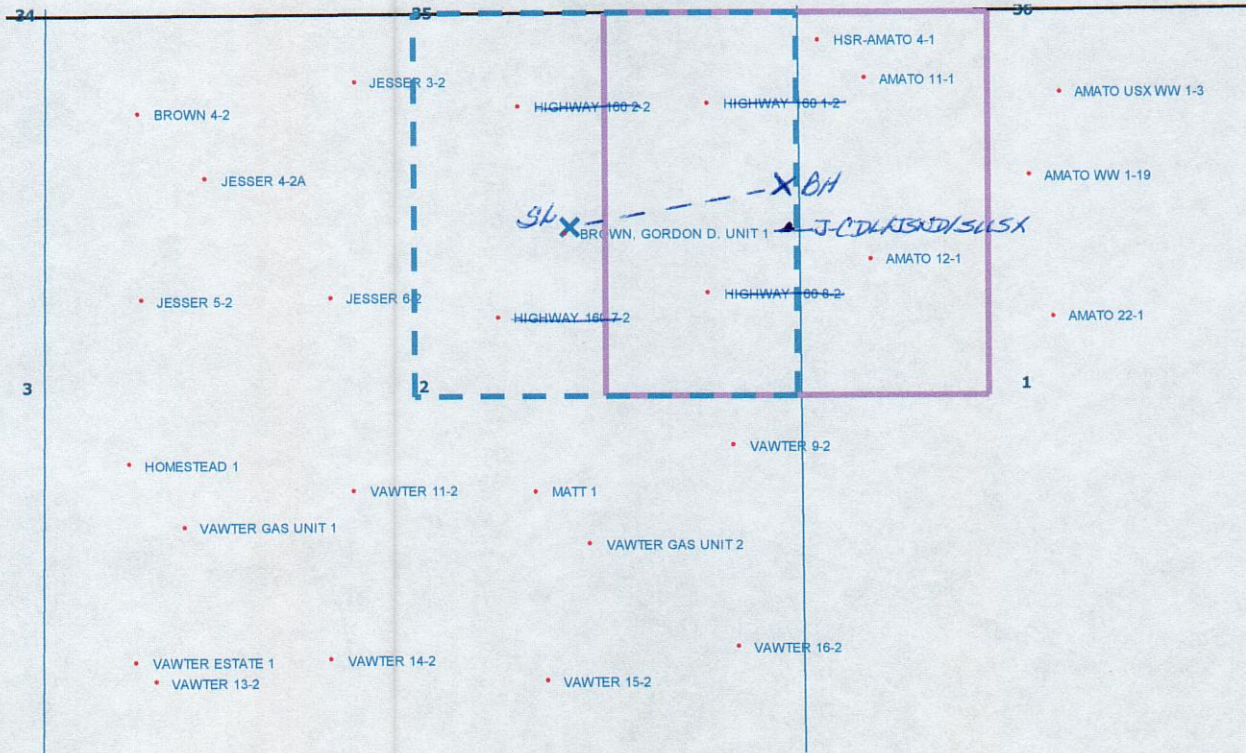 34
35
36
HSR-AMATO 4-1
JESSER 3-2
AMATO 11-1
AMATO USX WW 1-3
BROWN 4-2
HIGHWAY 160 2-2
HIGHWAY 160 1-2
JESSER 4-2A
AMATO WW 1-19
BH
SL
BROWN, GORDON D. UNIT 1
AMATO 12-1
JESSER 5-2
JESSER 6-2
HIGHWAY 160 8-2
HIGHWAY 160 7-2
AMATO 22-1
3
2
1
VAWTER 9-2
HOMESTEAD 1
VAWTER 11-2
MATT 1
VAWTER GAS UNIT 1
VAWTER GAS UNIT 2
VAWTER 16-2
VAWTER ESTATE 1
VAWTER 14-2
VAWTER 13-2
VAWTER 15-2